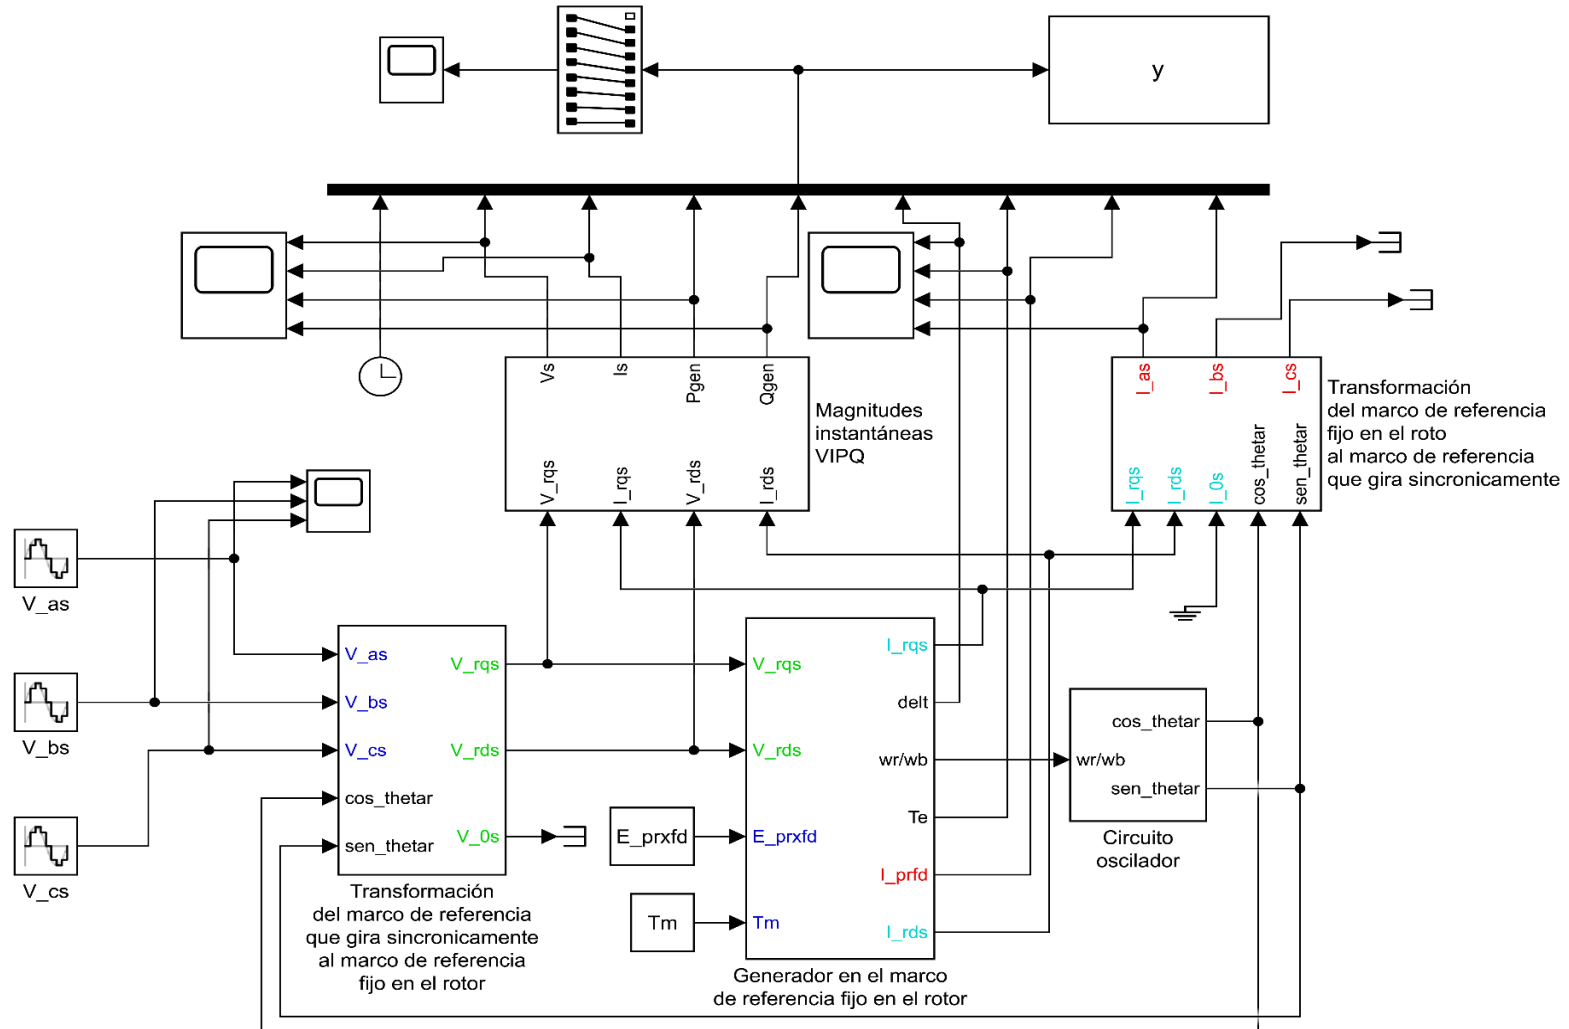 y
Vs
Is
Pgen
Qgen
V_rqs
I_rqs
V_rds
I_rds
Magnitudes
instantáneas
VIPQ
I_as
I_bs
I_cs
I_rqs
I_rds
I_0s
cos_thetar
sen_thetar
Transformación
del marco de referencia
fijo en el roto
al marco de referencia
que gira sincronicamente
V_as
V_bs
V_cs
V_as
V_bs
V_cs
cos_thetar
sen_thetar
V_rqs
V_rds
V_0s
Transformación
del marco de referencia
que gira sincronicamente
al marco de referencia
fijo en el rotor
E_prxfd
Tm
V_rqs
V_rds
E_prxfd
Tm
I_rqs
delt
wr/wb
Te
I_prfd
I_rds
Generador en el marco
de referencia fijo en el rotor
wr/wb
cos_thetar
sen_thetar
Circuito
oscilador